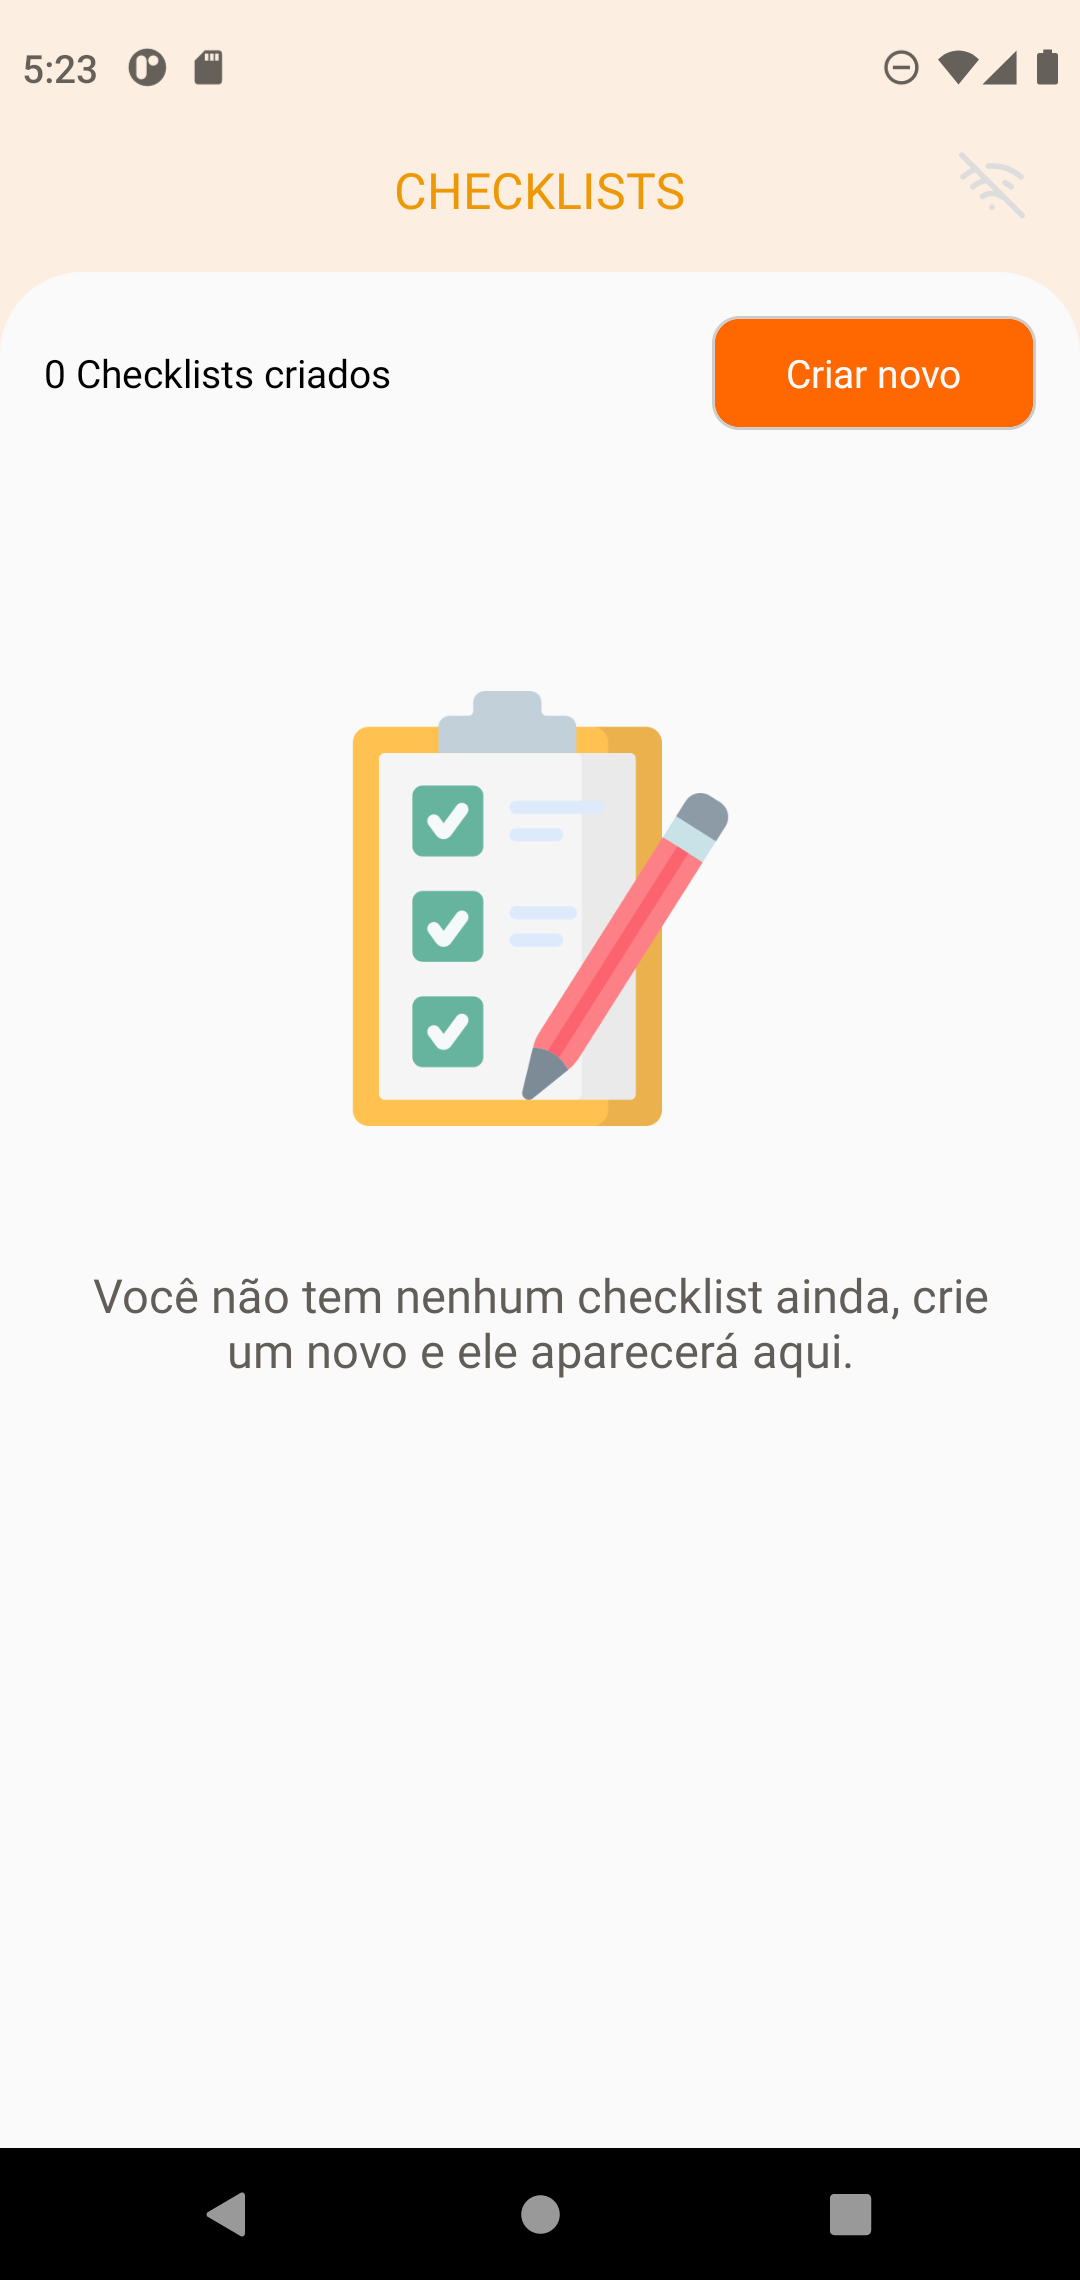 5:23
CHECKLISTS
0 Checklists criados
Criar novo
Você não tem nenhum checklist ainda, crie
um novo e ele aparecerá aqui.